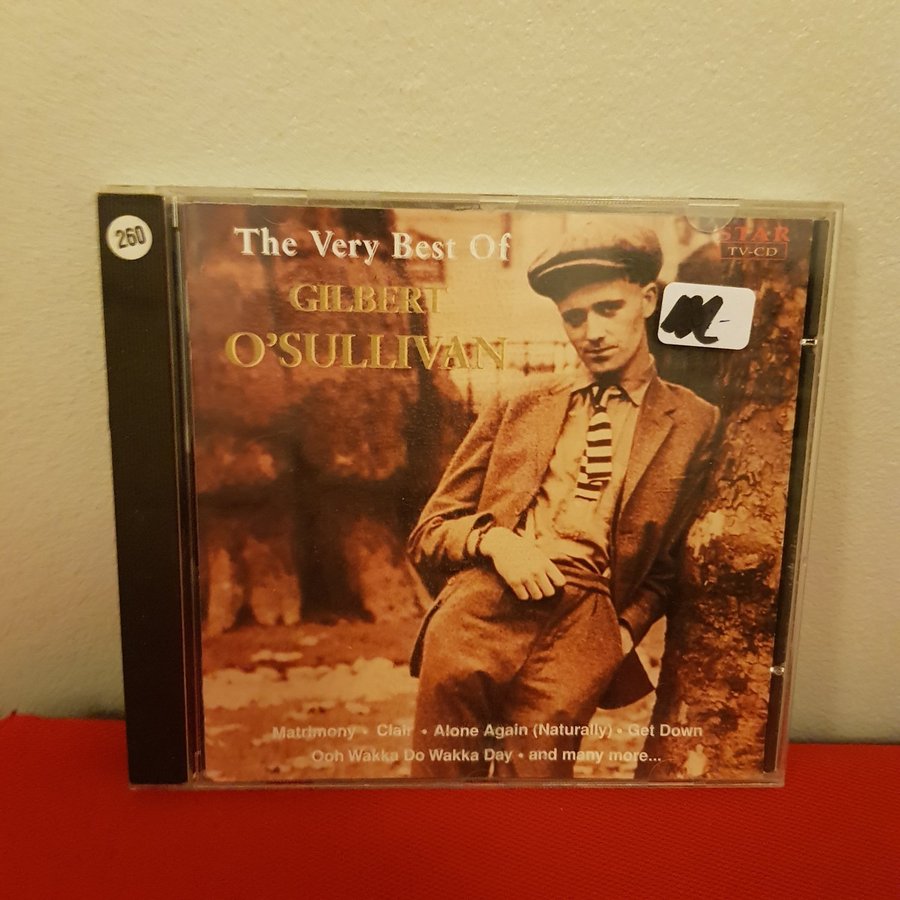 260
The Very Best Of
GILBERT
O'SULLIVAN
STAR
TV-CD
Matrimony • Clair • Alone Again (Naturally) • Get Down
Ooh Wakka Do Wakka Day • and many more...